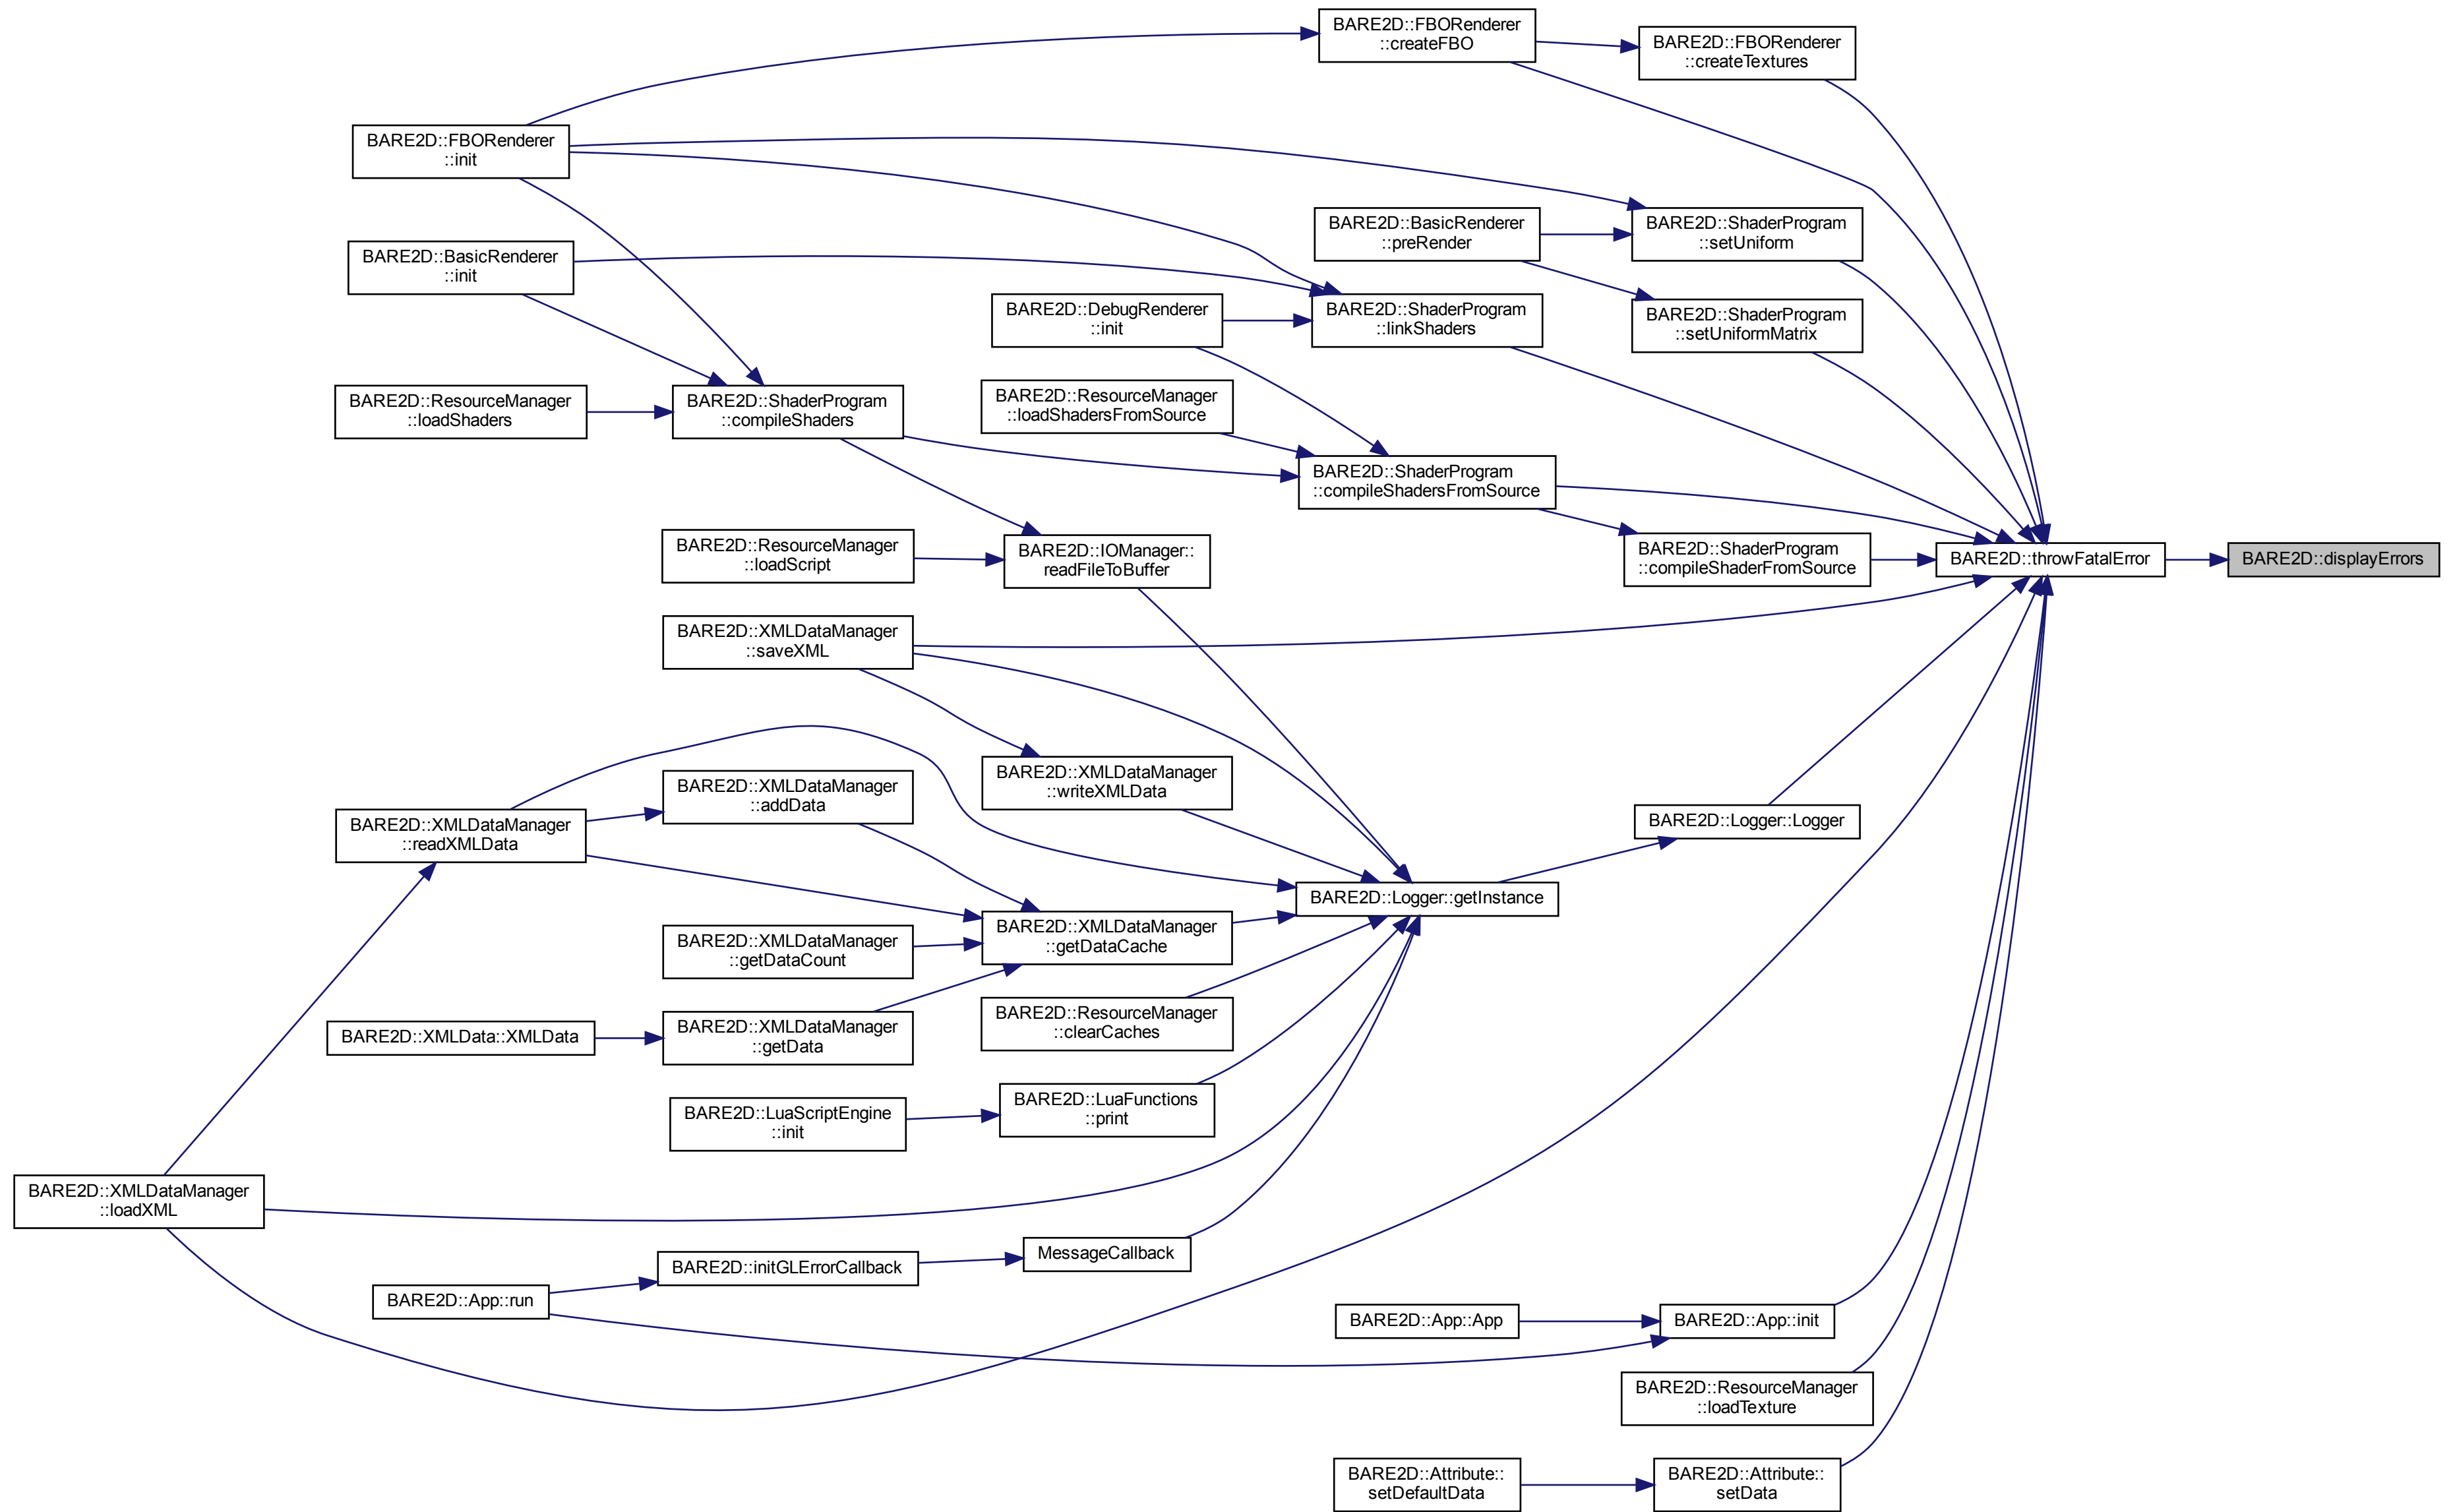 BARE2D::FBORenderer
::createFBO
BARE2D::FBORenderer
::createTextures
BARE2D::FBORenderer
::init
BARE2D::BasicRenderer
::preRender
BARE2D::ShaderProgram
::setUniform
BARE2D::BasicRenderer
::init
BARE2D::DebugRenderer
::init
BARE2D::ShaderProgram
::linkShaders
BARE2D::ShaderProgram
::setUniformMatrix
BARE2D::ResourceManager
::loadShaders
BARE2D::ShaderProgram
::compileShaders
BARE2D::ResourceManager
::loadShadersFromSource
BARE2D::ShaderProgram
::compileShadersFromSource
BARE2D::ResourceManager
::loadScript
BARE2D::IOManager::
readFileToBuffer
BARE2D::ShaderProgram
::compileShaderFromSource
BARE2D::throwFatalError
BARE2D::displayErrors
BARE2D::XMLDataManager
::saveXML
BARE2D::XMLDataManager
::writeXMLData
BARE2D::XMLDataManager
::addData
BARE2D::XMLDataManager
::readXMLData
BARE2D::Logger::Logger
BARE2D::Logger::getInstance
BARE2D::XMLDataManager
::getDataCache
BARE2D::XMLDataManager
::getDataCount
BARE2D::ResourceManager
::clearCaches
BARE2D::XMLData::XMLData
BARE2D::XMLDataManager
::getData
BARE2D::LuaScriptEngine
::init
BARE2D::LuaFunctions
::print
BARE2D::XMLDataManager
::loadXML
MessageCallback
BARE2D::initGLErrorCallback
BARE2D::App::run
BARE2D::App::App
BARE2D::App::init
BARE2D::ResourceManager
::loadTexture
BARE2D::Attribute::
setDefaultData
BARE2D::Attribute::
setData